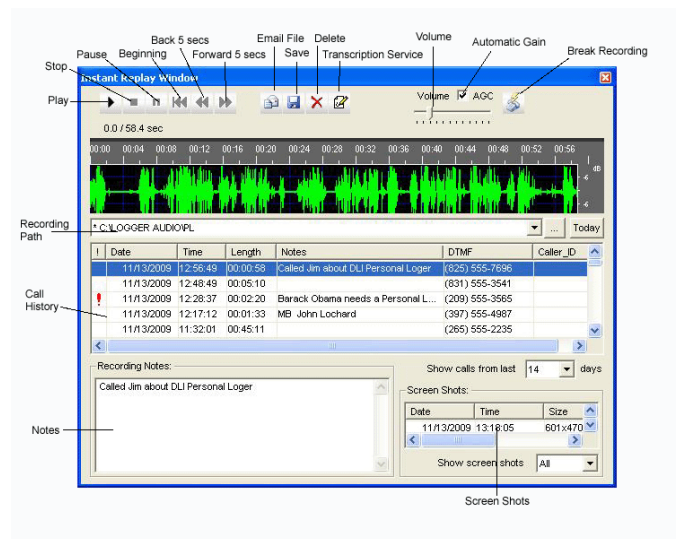 Back 5 secs
Email File
Delete
Volume
Automatic Gain
Pause
Beginning
Forward 5 secs
Save
Transcription Service
Break Recording
Stop
Instant Replay Window
Play
Volume
AGC
0.0 / 58.4 sec
00:00 00:04 00:08 00:12 00:16 00:20 00:24 00:28 00:32 00:36 00:40 00:44 00:48 00:52 00:56
dB
-6
-6
Recording Path
* C:\LOGGER AUDIO\PL
...
Today
! Date Time Length Notes DTMF Caller_ID
11/13/2009 12:56:49 00:00:58 Called Jim about DLI Personal Loger (825) 555-7696
11/13/2009 12:48:49 00:05:10 (831) 555-3541
Call History
! 11/13/2009 12:28:37 00:02:20 Barack Obama needs a Personal L... (209) 555-3565
11/13/2009 12:17:12 00:01:33 MB John Lochard (397) 555-4987
11/13/2009 11:32:01 00:45:11 (265) 555-2235
Recording Notes:
Show calls from last 14 days
Called Jim about DLI Personal Loger
Screen Shots:
Date Time Size
11/13/2009 13:18:05 601x470
Notes
Show screen shots All
Screen Shots